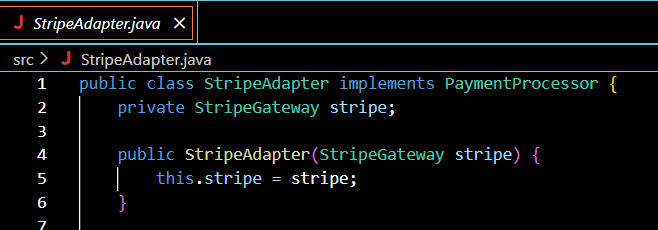 J StripeAdapter.java ×
src > J StripeAdapter.java
1 public class StripeAdapter implements PaymentProcessor {
2     private StripeGateway stripe;
3
4     public StripeAdapter(StripeGateway stripe) {
5         this.stripe = stripe;
6     }
7